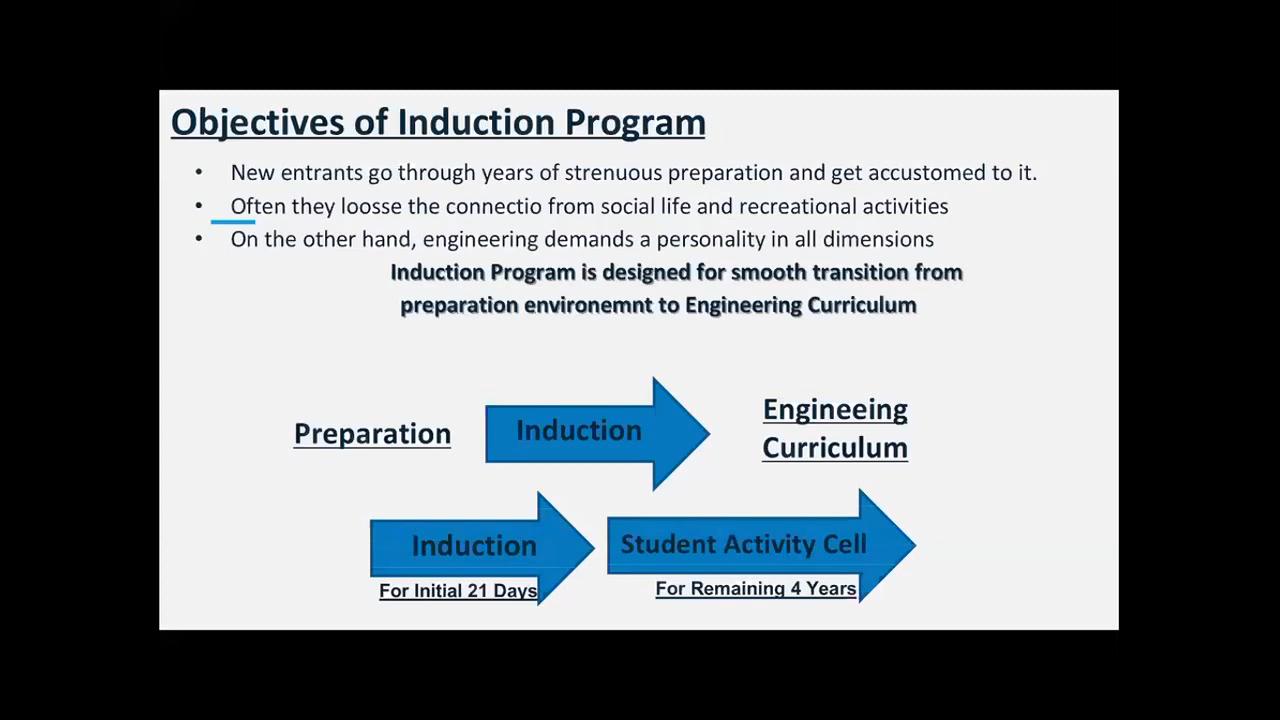 Objectives of Induction Program
• New entrants go through years of strenuous preparation and get accustomed to it.
• Often they loosse the connectio from social life and recreational activities
• On the other hand, engineering demands a personality in all dimensions
Induction Program is designed for smooth transition from
preparation environemnt to Engineering Curriculum
Preparation
Induction
Engineeing
Curriculum
Induction
For Initial 21 Days
Student Activity Cell
For Remaining 4 Years